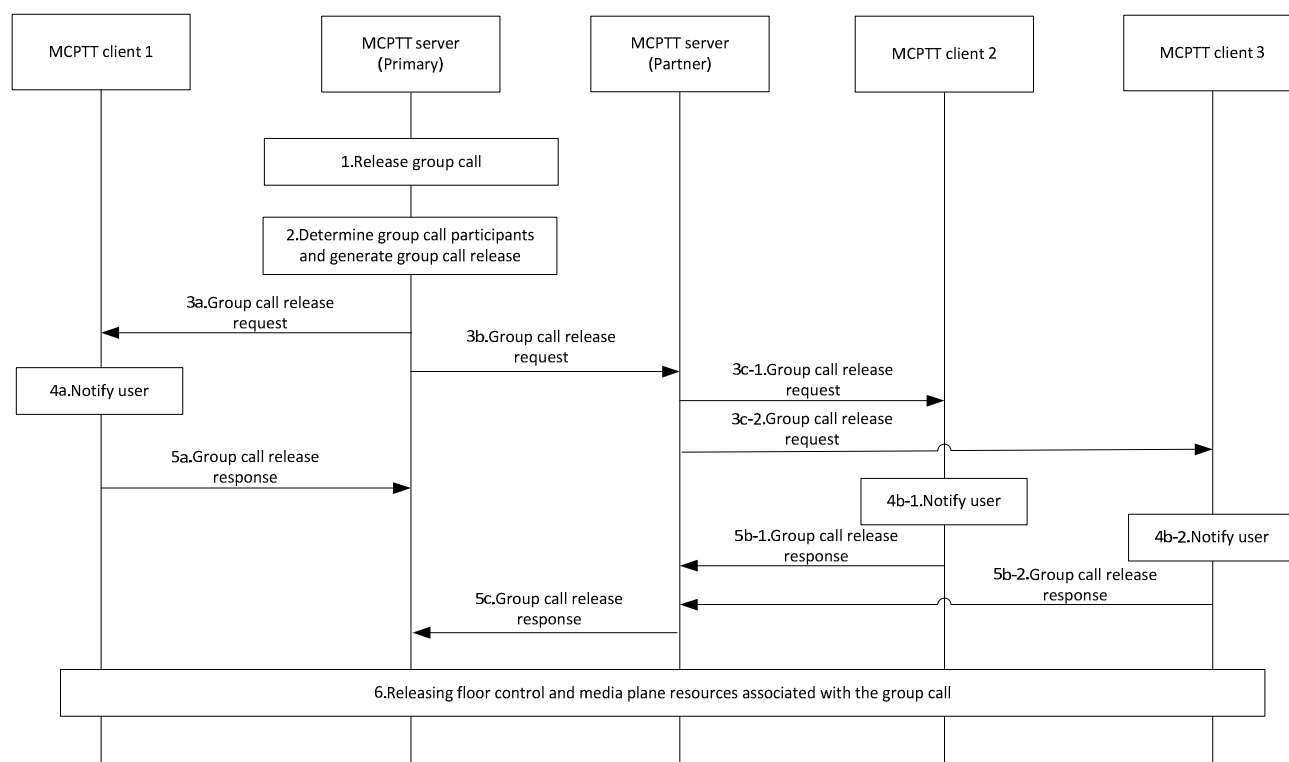 MCPTT client 1
MCPTT server
(Primary)
MCPTT server
(Partner)
MCPTT client 2
MCPTT client 3
1.Release group call
2.Determine group call participants
and generate group call release
3a.Group call release
request
3b.Group call release
request
3c-1.Group call release
request
4a.Notify user
3c-2.Group call release
request
5a.Group call release
response
4b-1.Notify user
4b-2.Notify user
5b-1.Group call release
response
5b-2.Group call release
response
5c.Group call release
response
6.Releasing floor control and media plane resources associated with the group call